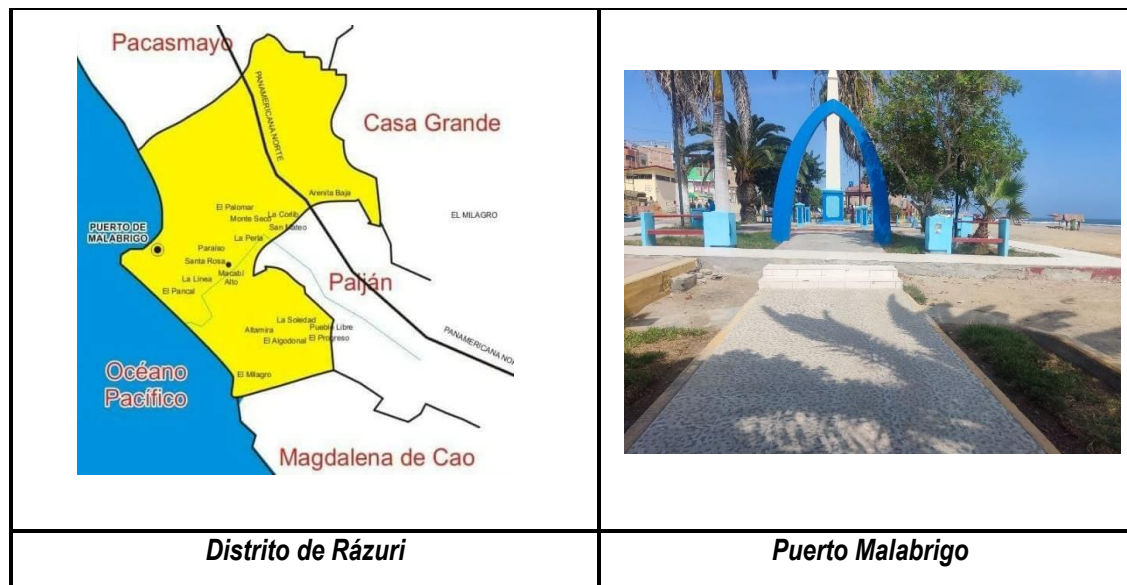 Pacasmayo
PANAMERICANA NORTE
Casa Grande
Arenita Baja
El Palomar
La Corlib
Monte Seco
San Mateo
EL MILAGRO
PUERTO DE
MALABRIGO
La Perla
Paraíso
Santa Rosa
Macabí
Alto
La Linea
El Pancal
Paiján
La Soledad
Pueblo Libre
Altamira
El Algodonal
El Progreso
PANAMERICANA NOR
Océano
Pacífico
El Milagro
Magdalena de Cao
Distrito de Rázuri
Puerto Malabrigo